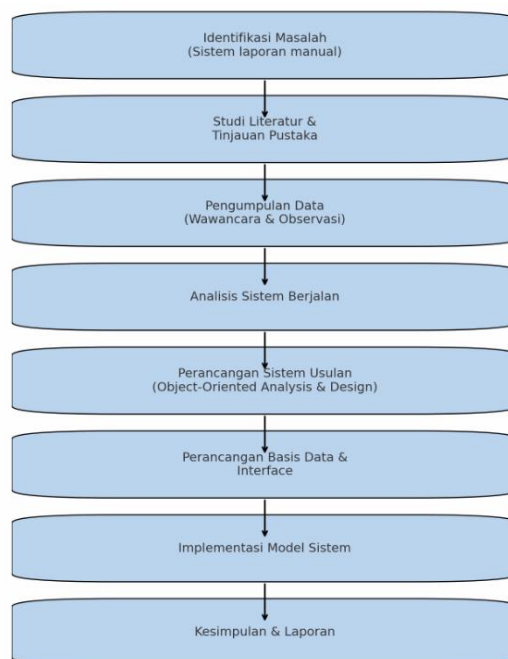 Identifikasi Masalah
(Sistem laporan manual)
Studi Literatur &
Tinjauan Pustaka
Pengumpulan Data
(Wawancara & Observasi)
Analisis Sistem Berjalan
Perancangan Sistem Usulan
(Object-Oriented Analysis & Design)
Perancangan Basis Data &
Interface
Implementasi Model Sistem
Kesimpulan & Laporan